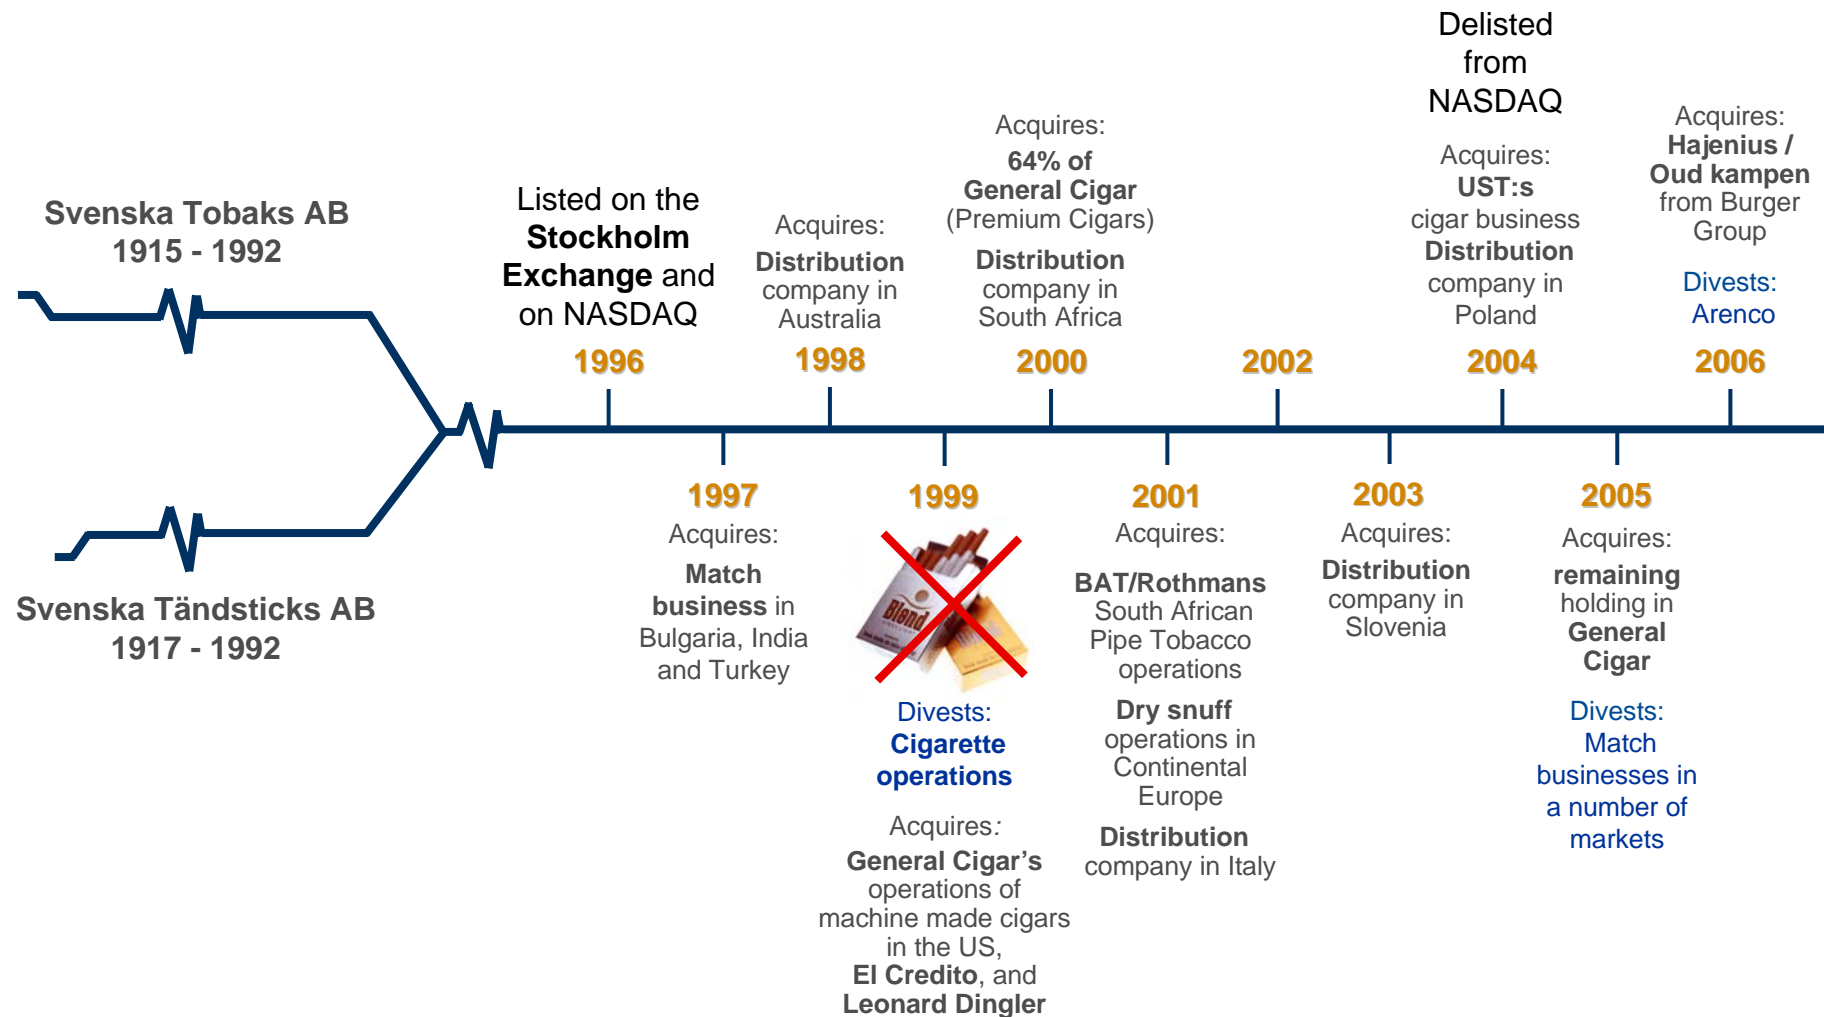 Svenska Tobaks AB
1915 - 1992
Svenska Tändsticks AB
1917 - 1992
Listed on the
Stockholm
Exchange and
on NASDAQ
1996
1997
Acquires:
Match
business in
Bulgaria, India
and Turkey
Acquires:
Distribution
company in
Australia
1998
1999
Blend
Divests:
Cigarette
operations
Acquires:
General Cigar's
operations of
machine made cigars
in the US,
El Credito, and
Leonard Dingler
Acquires:
64% of
General Cigar
(Premium Cigars)
Distribution
company in
South Africa
2000
2001
Acquires:
BAT/Rothmans
South African
Pipe Tobacco
operations
Dry snuff
operations in
Continental
Europe
Distribution
company in Italy
2002
2003
Acquires:
Distribution
company in
Slovenia
Delisted
from
NASDAQ
Acquires:
UST:s
cigar business
Distribution
company in
Poland
2004
2005
Acquires:
remaining
holding in
General
Cigar
Divests:
Match
businesses in
a number of
markets
Acquires:
Hajenius /
Oud kampen
from Burger
Group
Divests:
Arenco
2006